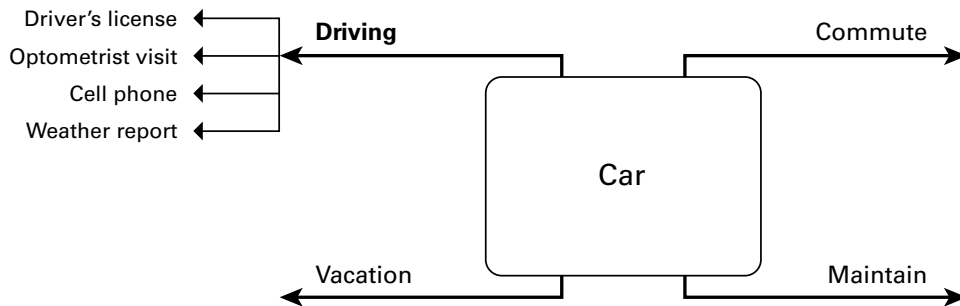 Driver’s license
Optometrist visit
Cell phone
Weather report
Driving
Commute
Car
Vacation
Maintain